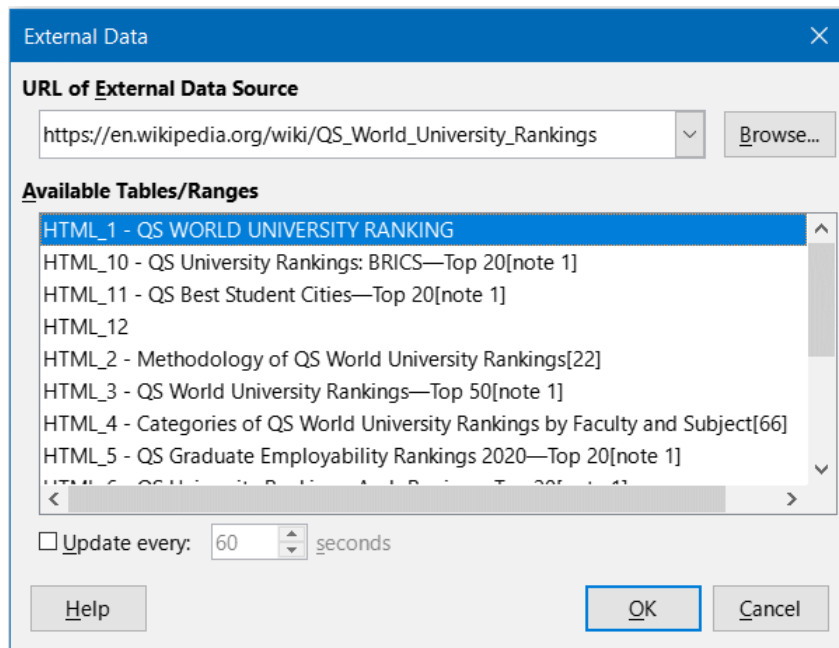 External Data
URL of External Data Source
https://en.wikipedia.org/wiki/QS_World_University_Rankings
Browse...
Available Tables/Ranges
HTML_1 - QS WORLD UNIVERSITY RANKING
HTML_10 - QS University Rankings: BRICS—Top 20[note 1]
HTML_11 - QS Best Student Cities—Top 20[note 1]
HTML_12
HTML_2 - Methodology of QS World University Rankings[22]
HTML_3 - QS World University Rankings—Top 50[note 1]
HTML_4 - Categories of QS World University Rankings by Faculty and Subject[66]
HTML_5 - QS Graduate Employability Rankings 2020—Top 20[note 1]
Update every: 60 seconds
Help
OK
Cancel